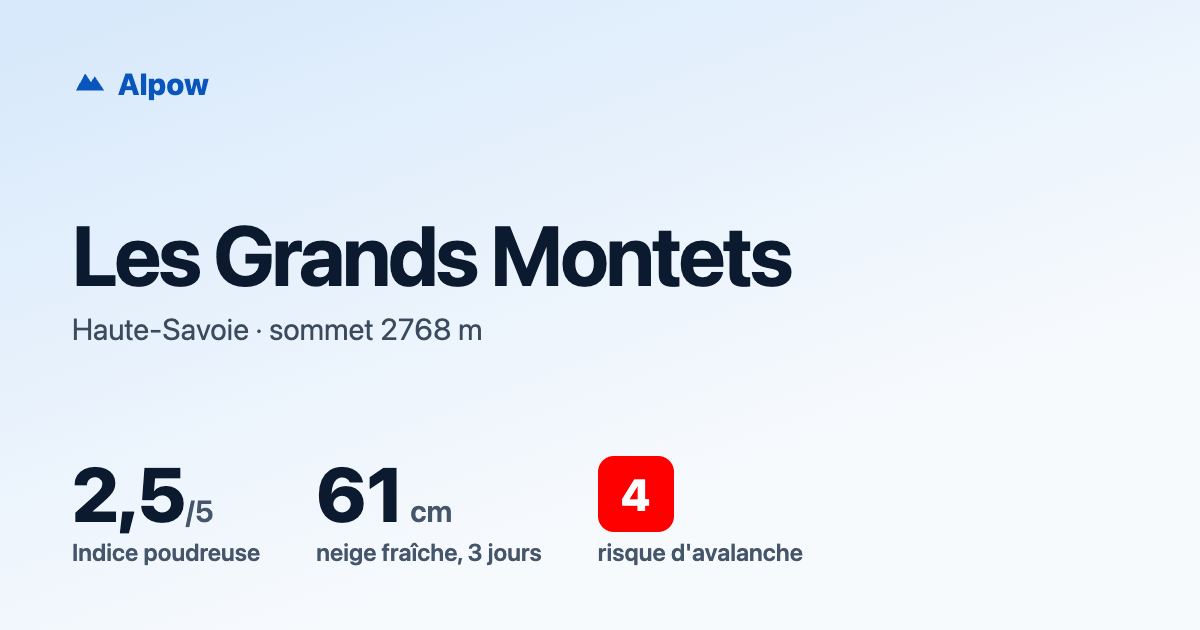 Alpow
Les Grands Montets
Haute-Savoie · sommet 2768 m
2,5/5
Indice poudreuse
61 cm
neige fraîche, 3 jours
4
risque d'avalanche